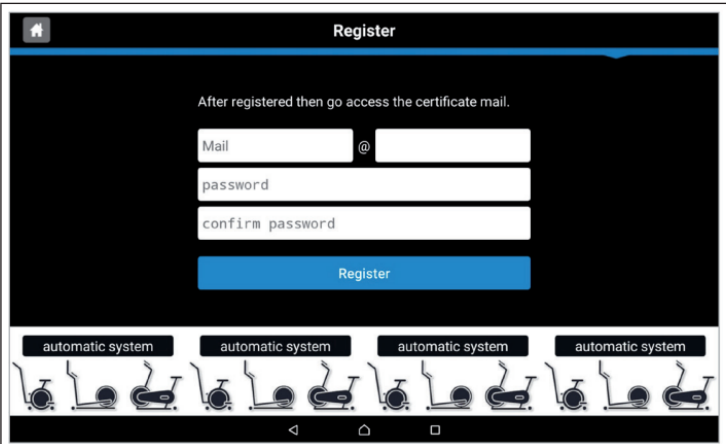 Register
After registered then go access the certificate mail.
Mail @
password
confirm password
Register
automatic system automatic system automatic system automatic system